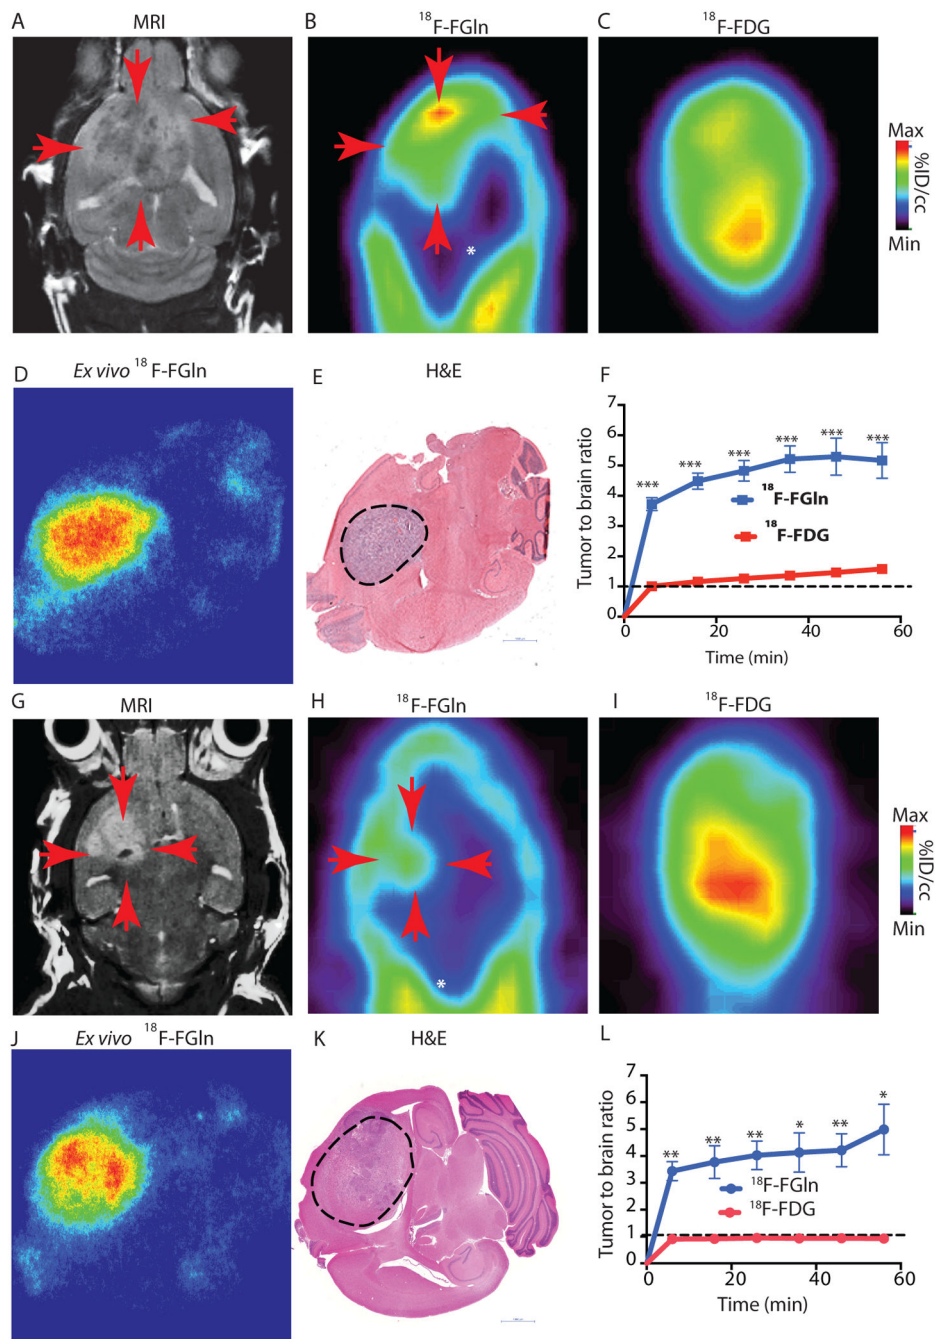 A MRI
B ¹⁸F-FGln
C ¹⁸F-FDG
Max
%ID/cc
Min
*
D Ex vivo ¹⁸F-FGln
E H&E
F
7
6
5
4
3
2
1
0
Tumor to brain ratio
*** *** *** *** *** ***
¹⁸F-FGln
¹⁸F-FDG
0 20 40 60
Time (min)
G MRI
H ¹⁸F-FGln
I ¹⁸F-FDG
Max
%ID/cc
Min
*
J Ex vivo ¹⁸F-FGln
K H&E
L
7
6
5
4
3
2
1
0
Tumor to brain ratio
** ** ** * ** *
¹⁸F-FGln
¹⁸F-FDG
0 20 40 60
Time (min)